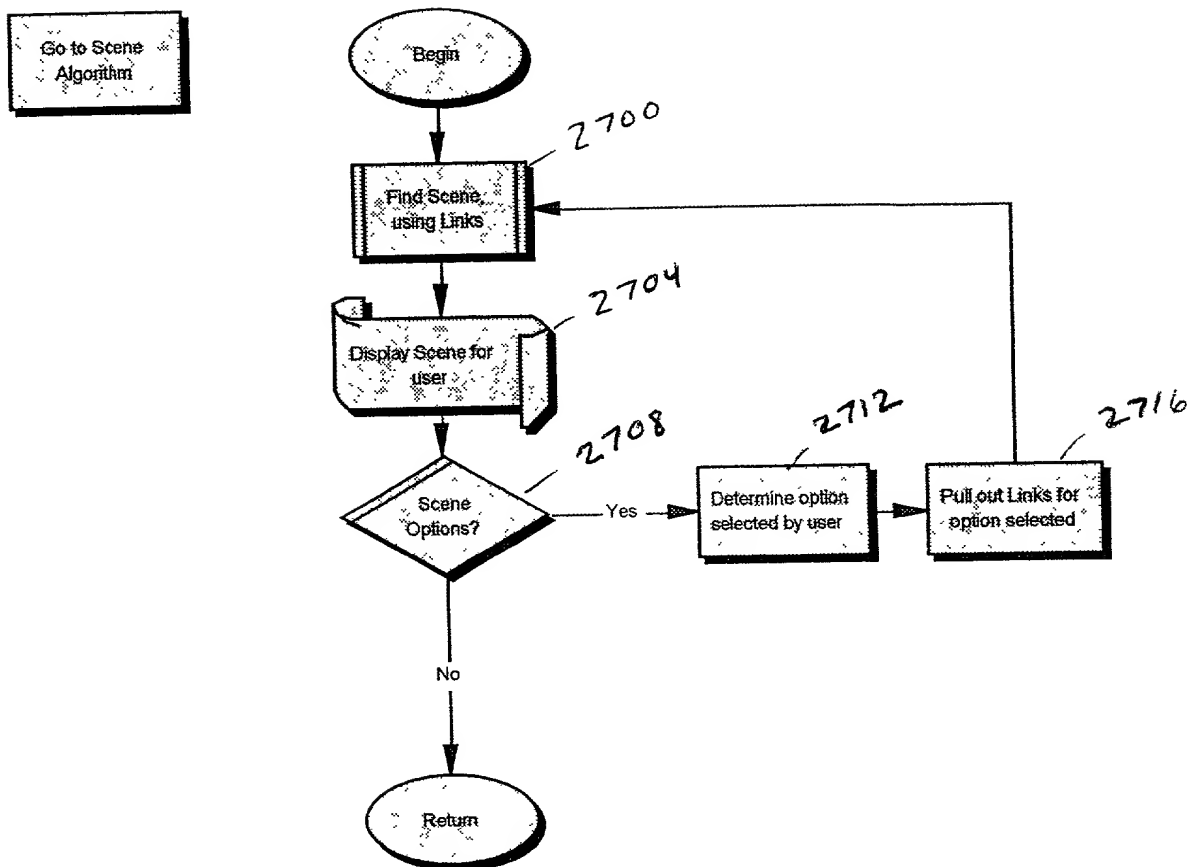 Go to Scene
Algorithm
Begin
2700
Find Scene,
using Links
2704
Display Scene for
user
2708
Scene
Options?
Yes
2712
Determine option
selected by user
2716
Pull out Links for
option selected
No
Return